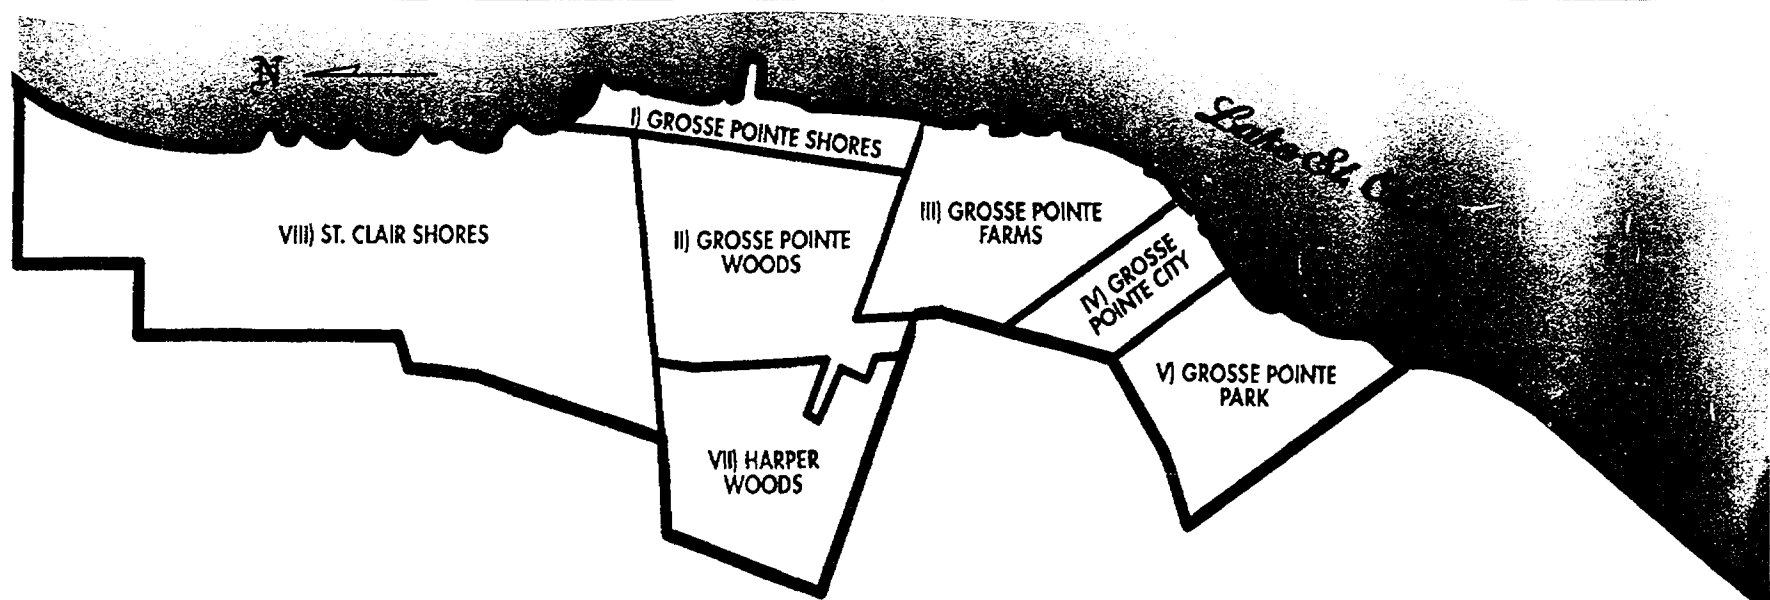 N
I) GROSSE POINTE SHORES
Lake St.
VIII) ST. CLAIR SHORES
II) GROSSE POINTE
WOODS
III) GROSSE POINTE
FARMS
IV) GROSSE
POINTE CITY
V) GROSSE POINTE
PARK
VII) HARPER
WOODS